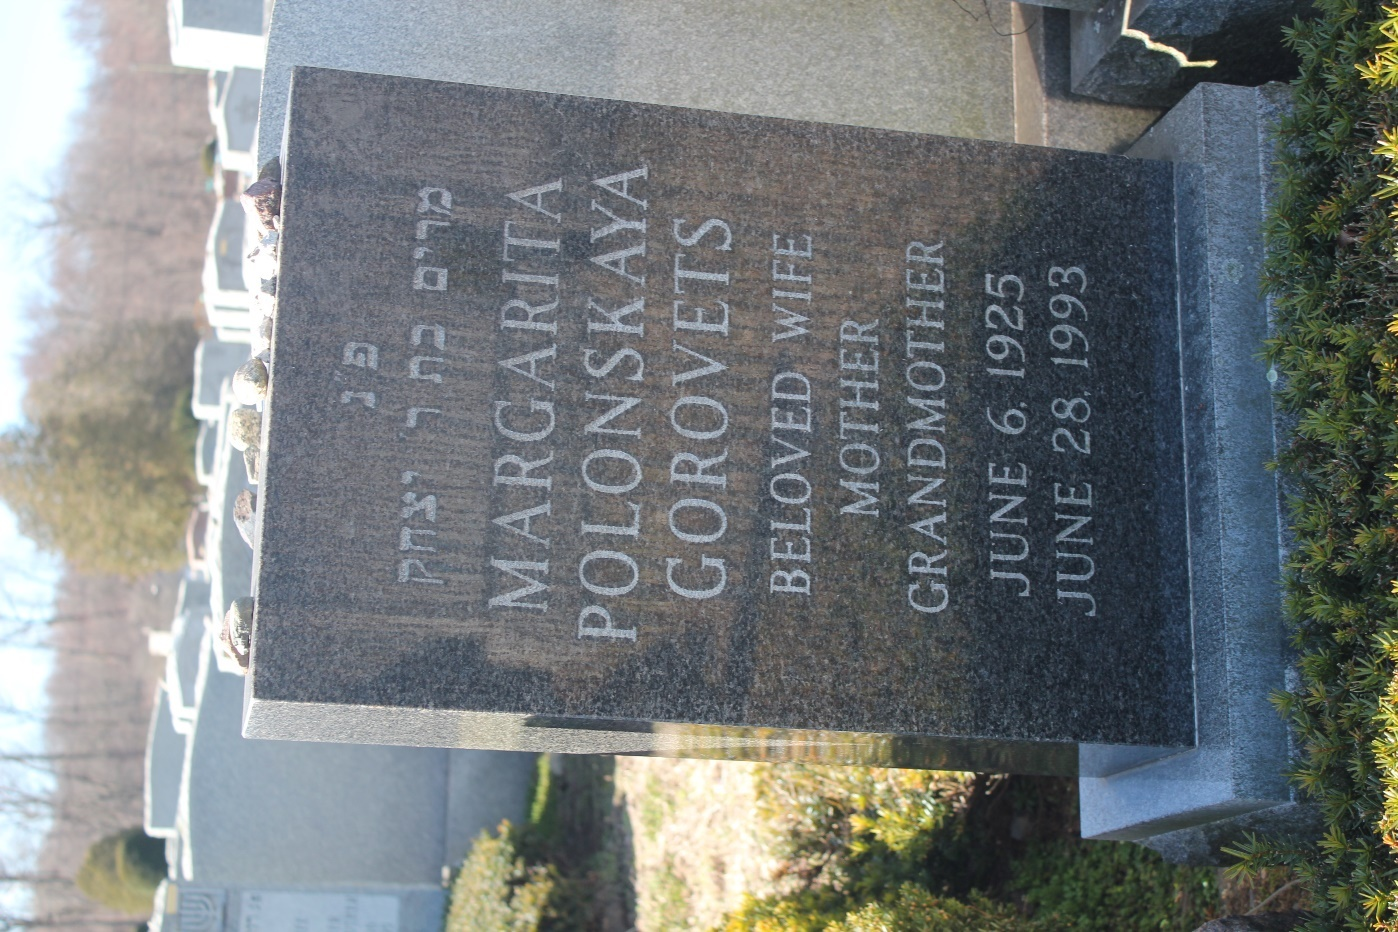 פ״נ
מרים בת ר׳ יצחק
MARGARITA
POLONSKAYA
GOROVETS
BELOVED WIFE
MOTHER
GRANDMOTHER
JUNE 6, 1925
JUNE 28, 1993